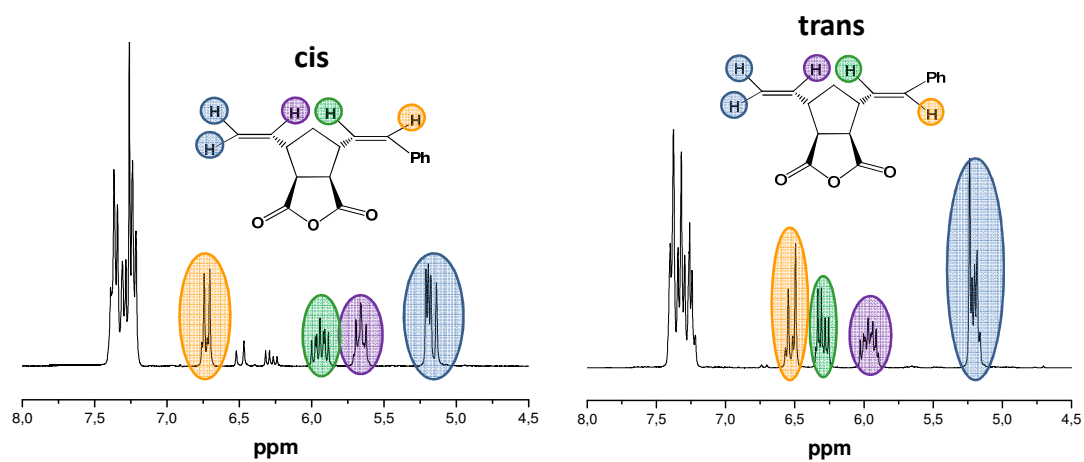 cis
H H H H
H
Ph
O O O
8,0 7,5 7,0 6,5 6,0 5,5 5,0 4,5
ppm
trans
H H H Ph
H H
O O O
8,0 7,5 7,0 6,5 6,0 5,5 5,0 4,5
ppm